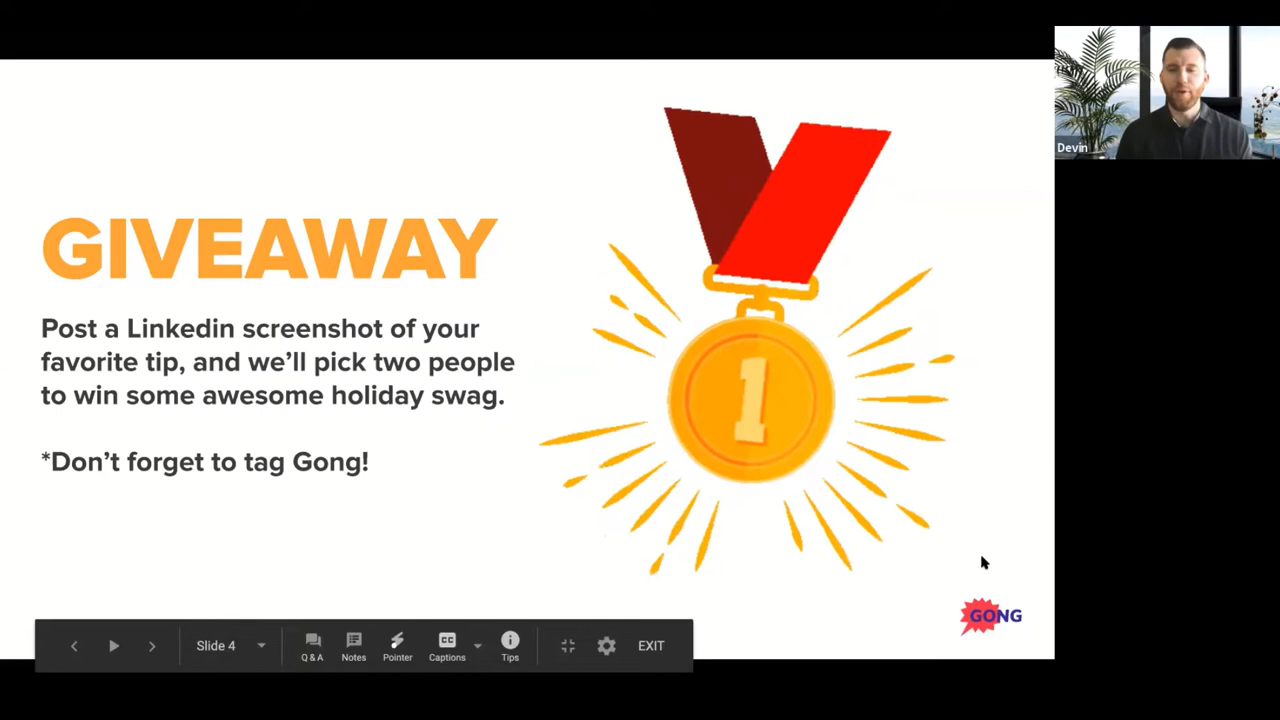 Devin
GIVEAWAY
Post a Linkedin screenshot of your
favorite tip, and we'll pick two people
to win some awesome holiday swag.
*Don't forget to tag Gong!
1
GONG
Slide 4
Q & A
Notes
Pointer
CC
Captions
Tips
EXIT